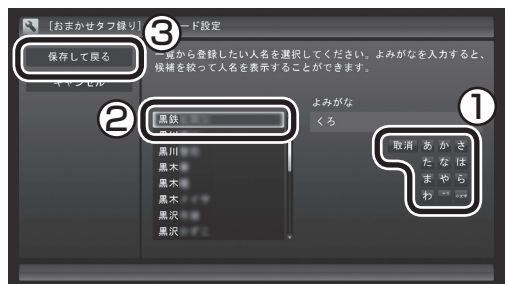 [おまかせタフ録り]
ード設定
③
保存して戻る
キャンセル
一覧から登録したい人名を選択してください。よみがなを入力すると、
候補を絞って人名を表示することができます。
②
黒鉄
黒川
黒川
黒木
黒木
黒木
黒沢
黒沢
よみがな
くろ
①
取消 あ か さ
た な は
ま や ら
わ